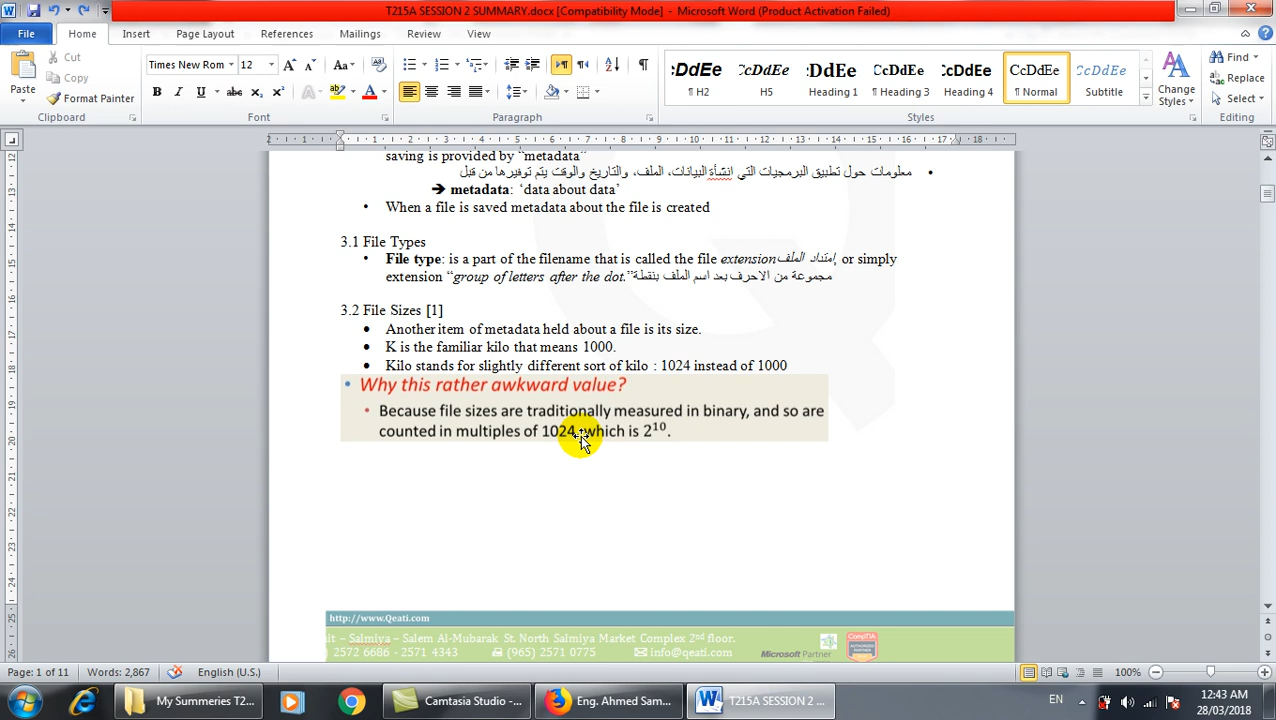 T215A SESSION 2 SUMMARY.docx [Compatibility Mode] - Microsoft Word (Product Activation Failed)
File Home Insert Page Layout References Mailings Review View
Cut
Copy
Format Painter
Paste
Clipboard
Times New Rom 12
Font
Paragraph
¶ H2 H5 Heading 1 ¶ Heading 3 Heading 4 ¶ Normal Subtitle
Change Styles
Styles
Find
Replace
Select
Editing
saving is provided by "metadata"
• معلومات حول تطبيق البرمجيات التي انشأة البيانات، الملف، والتاريخ والوقت يتم توفيرها من قبل
➔ metadata: ‘data about data’
• When a file is saved metadata about the file is created
3.1 File Types
• File type: is a part of the filename that is called the file extension إمتداد الملف, or simply
extension “group of letters after the dot.” مجموعة من الاحرف بعد اسم الملف بنقطة
3.2 File Sizes [1]
• Another item of metadata held about a file is its size.
• K is the familiar kilo that means 1000.
• Kilo stands for slightly different sort of kilo : 1024 instead of 1000
• Why this rather awkward value?
• Because file sizes are traditionally measured in binary, and so are
counted in multiples of 1024, which is 2¹⁰.
http://www.Qeati.com
– Salmiya – Salem Al-Mubarak St. North Salmiya Market Complex 2nd floor.
2572 6686 - 2571 4343 (965) 2571 0775 info@qeati.com Microsoft Partner CompTIA
Page: 1 of 11 Words: 2,867 English (U.S.) 100%
My Summeries T2... Camtasia Studio -... Eng. Ahmed Sam... T215A SESSION 2 ... EN 12:43 AM
28/03/2018